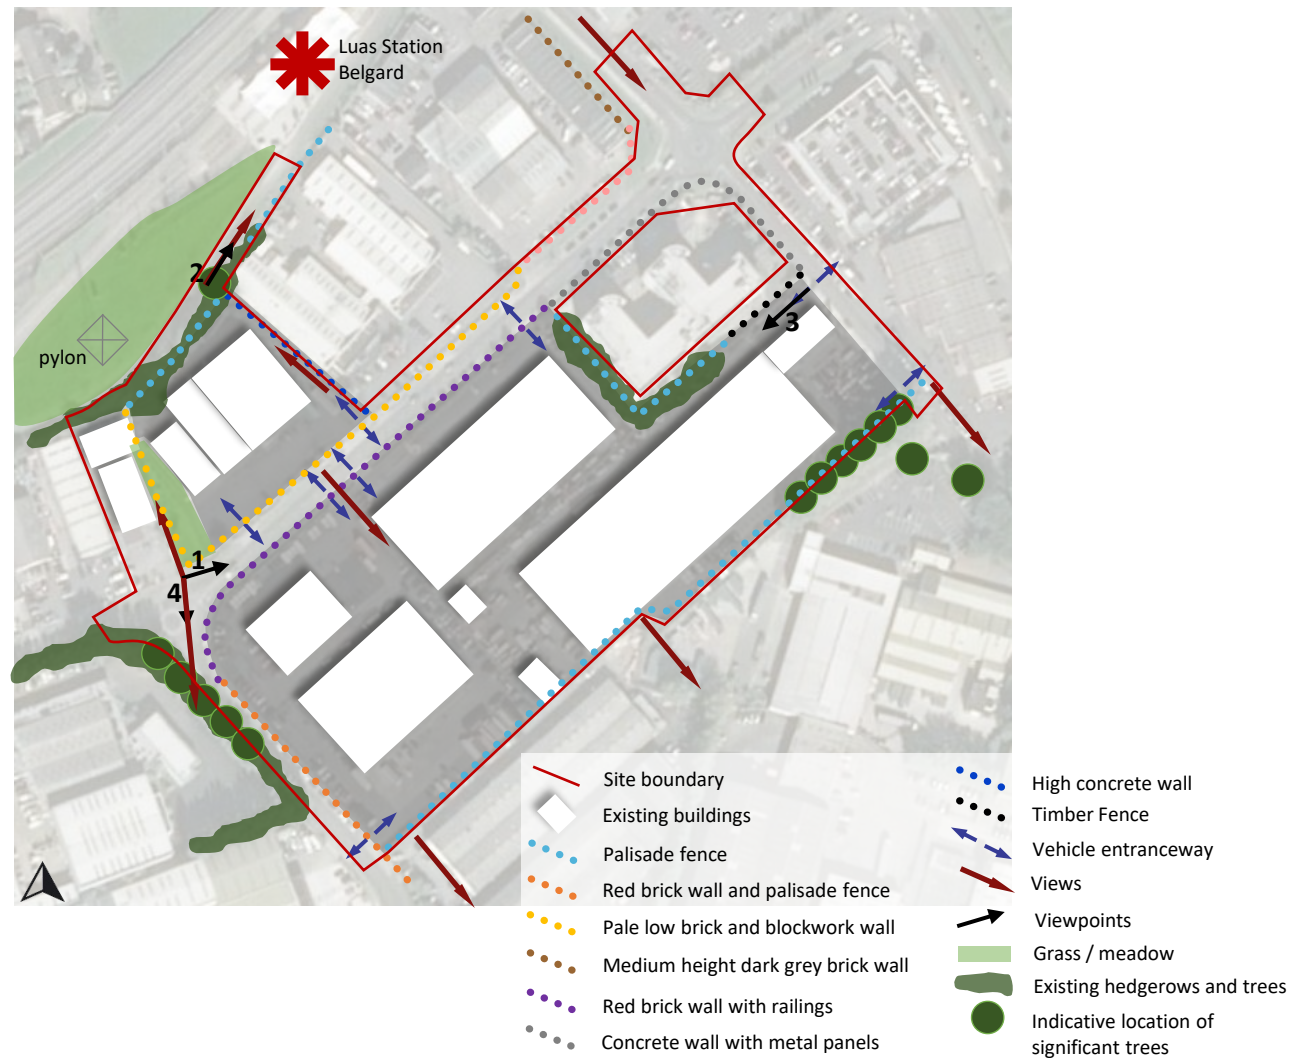 Luas Station
Belgard
2
pylon
3
1
4
Site boundary
Existing buildings
Palisade fence
Red brick wall and palisade fence
Pale low brick and blockwork wall
Medium height dark grey brick wall
Red brick wall with railings
Concrete wall with metal panels
High concrete wall
Timber Fence
Vehicle entranceway
Views
Viewpoints
Grass / meadow
Existing hedgerows and trees
Indicative location of
significant trees